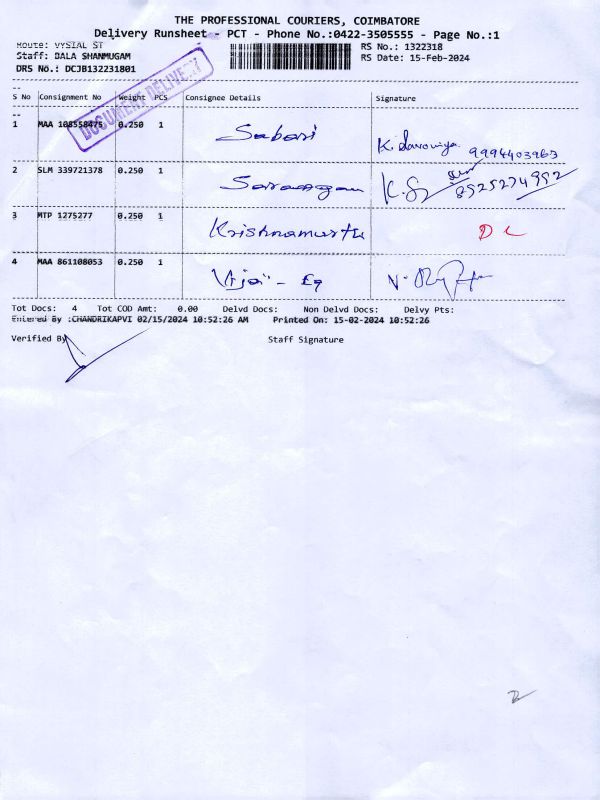 THE PROFESSIONAL COURIERS, COIMBATORE
Delivery Runsheet - PCT - Phone No.:0422-3505555 - Page No.:1
Route: VYSIAL ST
RS No.: 1322318
Staff: BALA SHANMUGAM
RS Date: 15-Feb-2024
DRS No.: DCJB132231801
DOCUMENT DELIVERY
S No Consignment No Weight PCS Consignee Details Signature
1 MAA 108558475 0.250 1 Sabari K. 9994403963
2 SLM 339721378 0.250 1 K. 8525274992
3 MTP 1275277 0.250 1 Krishnamurthy D L
4 MAA 861108053 0.250 1 Vijai - Eq
Tot Docs: 4 Tot COD Amt: 0.00 Delvd Docs: Non Delvd Docs: Delvy Pts:
Entered By :CHANDRIKAPVI 02/15/2024 10:52:26 AM Printed On: 15-02-2024 10:52:26
Verified By Staff Signature